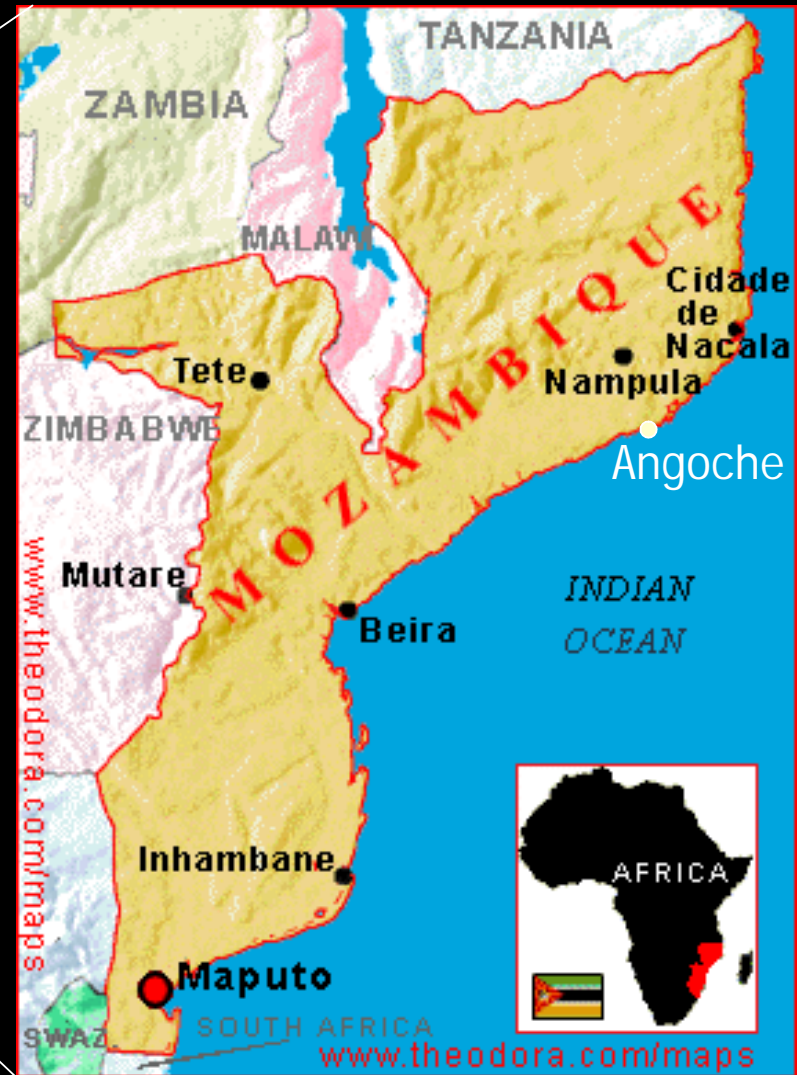 TANZANIA
ZAMBIA
MALAWI
MOZAMBIQUE
Cidade
de
Nacala
Tete
Nampula
ZIMBABWE
Angoche
Mutare
INDIAN
OCEAN
Beira
www.theodora.com/maps
Inhambane
AFRICA
Maputo
SWAZ.
SOUTH AFRICA
www.theodora.com/maps